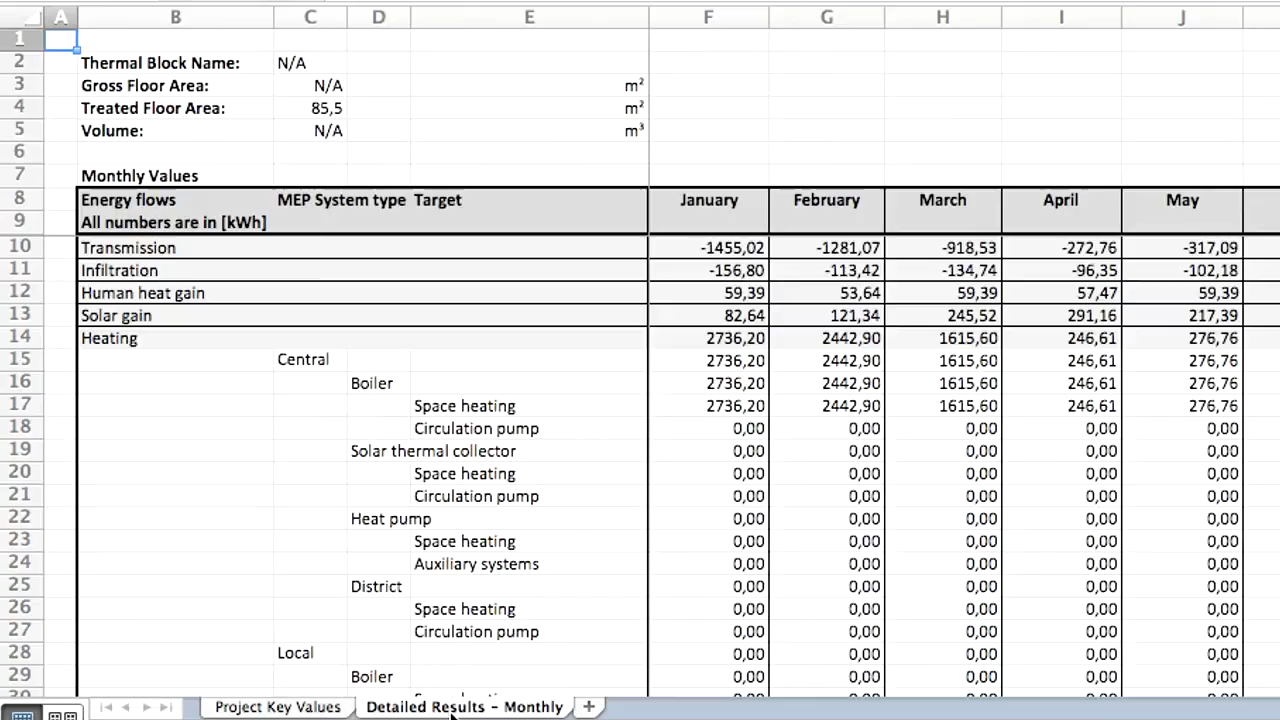 A B C D E F G H I J
1
2 Thermal Block Name: N/A
3 Gross Floor Area: N/A m²
4 Treated Floor Area: 85,5 m²
5 Volume: N/A m³
6
7 Monthly Values
8 Energy flows MEP System type Target January February March April May
9 All numbers are in [kWh]
10 Transmission -1455,02 -1281,07 -918,53 -272,76 -317,09
11 Infiltration -156,80 -113,42 -134,74 -96,35 -102,18
12 Human heat gain 59,39 53,64 59,39 57,47 59,39
13 Solar gain 82,64 121,34 245,52 291,16 217,39
14 Heating 2736,20 2442,90 1615,60 246,61 276,76
15 Central 2736,20 2442,90 1615,60 246,61 276,76
16 Boiler 2736,20 2442,90 1615,60 246,61 276,76
17 Space heating 2736,20 2442,90 1615,60 246,61 276,76
18 Circulation pump 0,00 0,00 0,00 0,00 0,00
19 Solar thermal collector 0,00 0,00 0,00 0,00 0,00
20 Space heating 0,00 0,00 0,00 0,00 0,00
21 Circulation pump 0,00 0,00 0,00 0,00 0,00
22 Heat pump 0,00 0,00 0,00 0,00 0,00
23 Space heating 0,00 0,00 0,00 0,00 0,00
24 Auxiliary systems 0,00 0,00 0,00 0,00 0,00
25 District 0,00 0,00 0,00 0,00 0,00
26 Space heating 0,00 0,00 0,00 0,00 0,00
27 Circulation pump 0,00 0,00 0,00 0,00 0,00
28 Local 0,00 0,00 0,00 0,00 0,00
29 Boiler 0,00 0,00 0,00 0,00 0,00
Project Key Values Detailed Results - Monthly